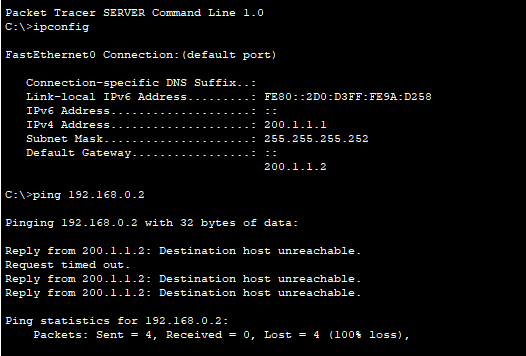 Packet Tracer SERVER Command Line 1.0
C:\>ipconfig
FastEthernet0 Connection:(default port)
Connection-specific DNS Suffix..:
Link-local IPv6 Address.........: FE80::2D0:D3FF:FE9A:D258
IPv6 Address....................: ::
IPv4 Address....................: 200.1.1.1
Subnet Mask.....................: 255.255.255.252
Default Gateway.................: ::
200.1.1.2
C:\>ping 192.168.0.2
Pinging 192.168.0.2 with 32 bytes of data:
Reply from 200.1.1.2: Destination host unreachable.
Request timed out.
Reply from 200.1.1.2: Destination host unreachable.
Reply from 200.1.1.2: Destination host unreachable.
Ping statistics for 192.168.0.2:
Packets: Sent = 4, Received = 0, Lost = 4 (100% loss),